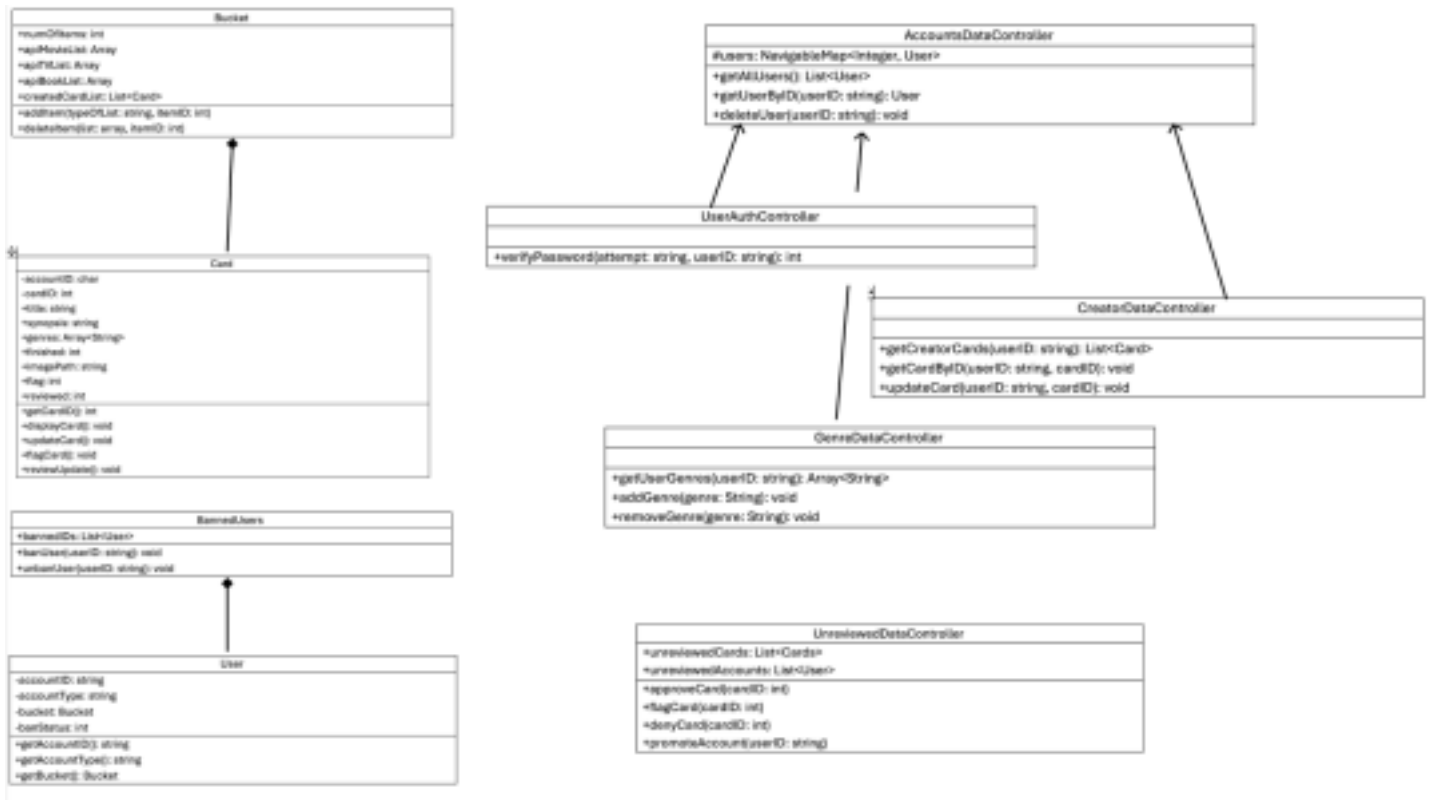 Bucket
+numOfItems: int
+apiMovieList: Array
+apiTVList: Array
+apiBookList: Array
+createdCardList: List<Card>
+addItem(typeOfList: string, itemID: int)
+deleteItem(list: array, itemID: int)
Card
-accountID: char
-cardID: int
+title: string
+synopsis: string
+genres: Array<String>
+finished: int
+imagePath: string
+flag: int
+reviewed: int
+getCardID(): int
+displayCard(): void
+updateCard(): void
+flagCard(): void
+reviewUpdate(): void
BannedUsers
+bannedIDs: List<User>
+banUser(userID: string): void
+unbanUser(userID: string): void
User
-accountID: string
-accountType: string
-bucket: Bucket
-banStatus: int
+getAccountID(): string
+getAccountType(): string
+getBucket(): Bucket
AccountsDataController
#users: NavigableMap<Integer, User>
+getAllUsers(): List<User>
+getUserByID(userID: string): User
+deleteUser(userID: string): void
UserAuthController
+verifyPassword(attempt: string, userID: string): int
CreatorDataController
+getCreatorCards(userID: string): List<Card>
+getCardByID(userID: string, cardID): void
+updateCard(userID: string, cardID): void
GenreDataController
+getUserGenres(userID: string): Array<String>
+addGenre(genre: String): void
+removeGenre(genre: String): void
UnreviewedDataController
+unreviewedCards: List<Cards>
+unreviewedAccounts: List<User>
+approveCard(cardID: int)
+flagCard(cardID: int)
+denyCard(cardID: int)
+promoteAccount(userID: string)